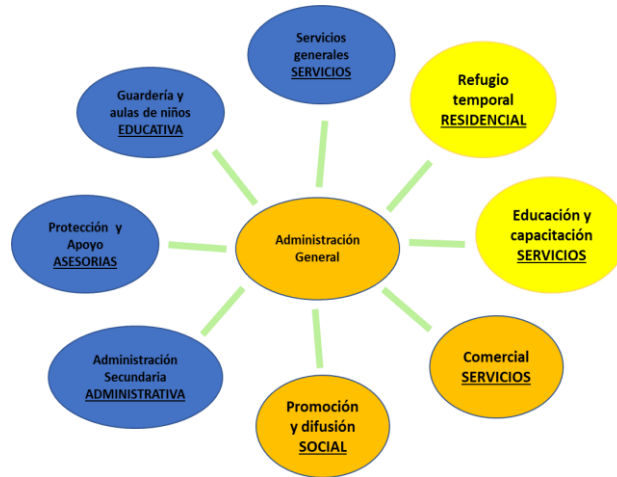 Servicios
generales
SERVICIOS
Refugio
temporal
RESIDENCIAL
Guardería y
aulas de niños
EDUCATIVA
Educación y
capacitación
SERVICIOS
Protección y
Apoyo
ASESORIAS
Administración
General
Comercial
SERVICIOS
Administración
Secundaria
ADMINISTRATIVA
Promoción
y difusión
SOCIAL